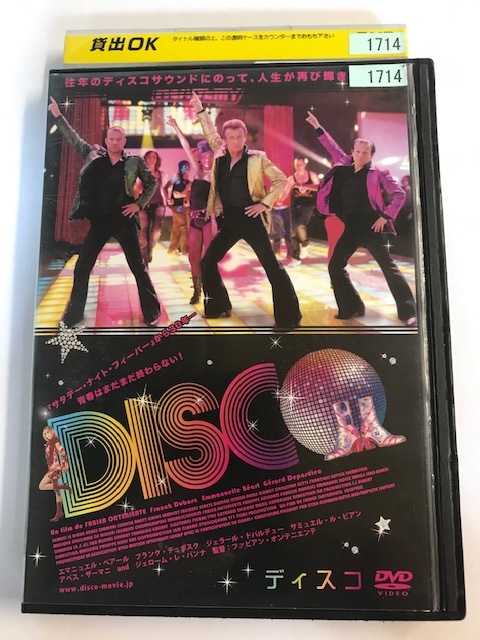 貸出OK
タイトル確認の上、この透明ケースをカウンターまでおもち下さい
1714
1714
往年のディスコサウンドにのって、人生が再び輝き
『サタデー・ナイト・フィーバー』から30年―
青春はまだまだ終わらない!
DISCO
Un film de FABIEN ONTENIENTE Franck Dubosc Emmanuelle Béart Gérard Depardieu
エマニュエル・ベアール フランク・デュボスク ジェラール・ドパルデュー サミュエル・ル・ビアン
アベス・ザーマニ and ジェローム・レ・バンナ 監督:ファビアン・オンテニエンテ
www.disco-movie.jp
ディスコ
DVD
VIDEO